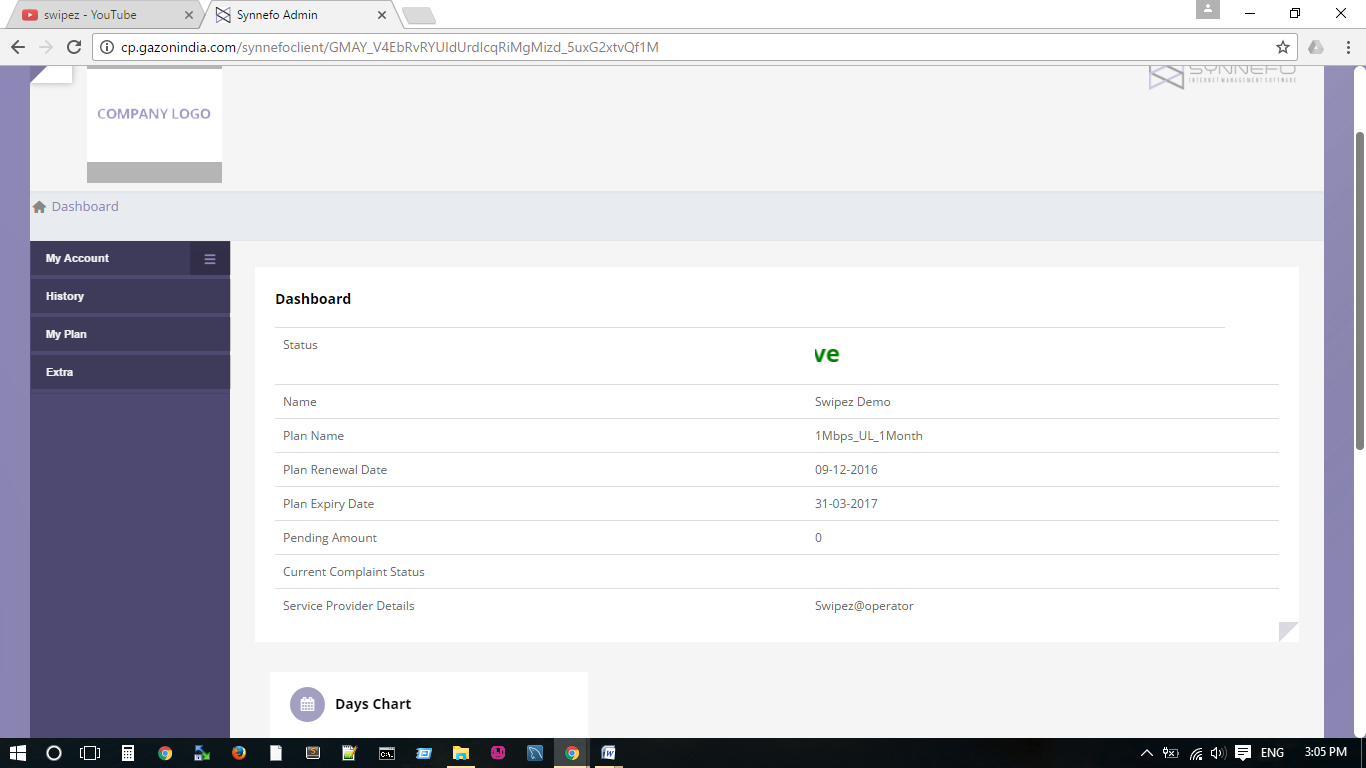 swipez - YouTube
Synnefo Admin
cp.gazonindia.com/synnefoclient/GMAY_V4EbRvRYUIdUrdIcqRiMgMizd_5uxG2xtvQf1M
SYNNEFO
INTERNET MANAGEMENT SOFTWARE
COMPANY LOGO
Dashboard
My Account
History
My Plan
Extra
Dashboard
Status ve
Name Swipez Demo
Plan Name 1Mbps_UL_1Month
Plan Renewal Date 09-12-2016
Plan Expiry Date 31-03-2017
Pending Amount 0
Current Complaint Status
Service Provider Details Swipez@operator
Days Chart
ENG 3:05 PM